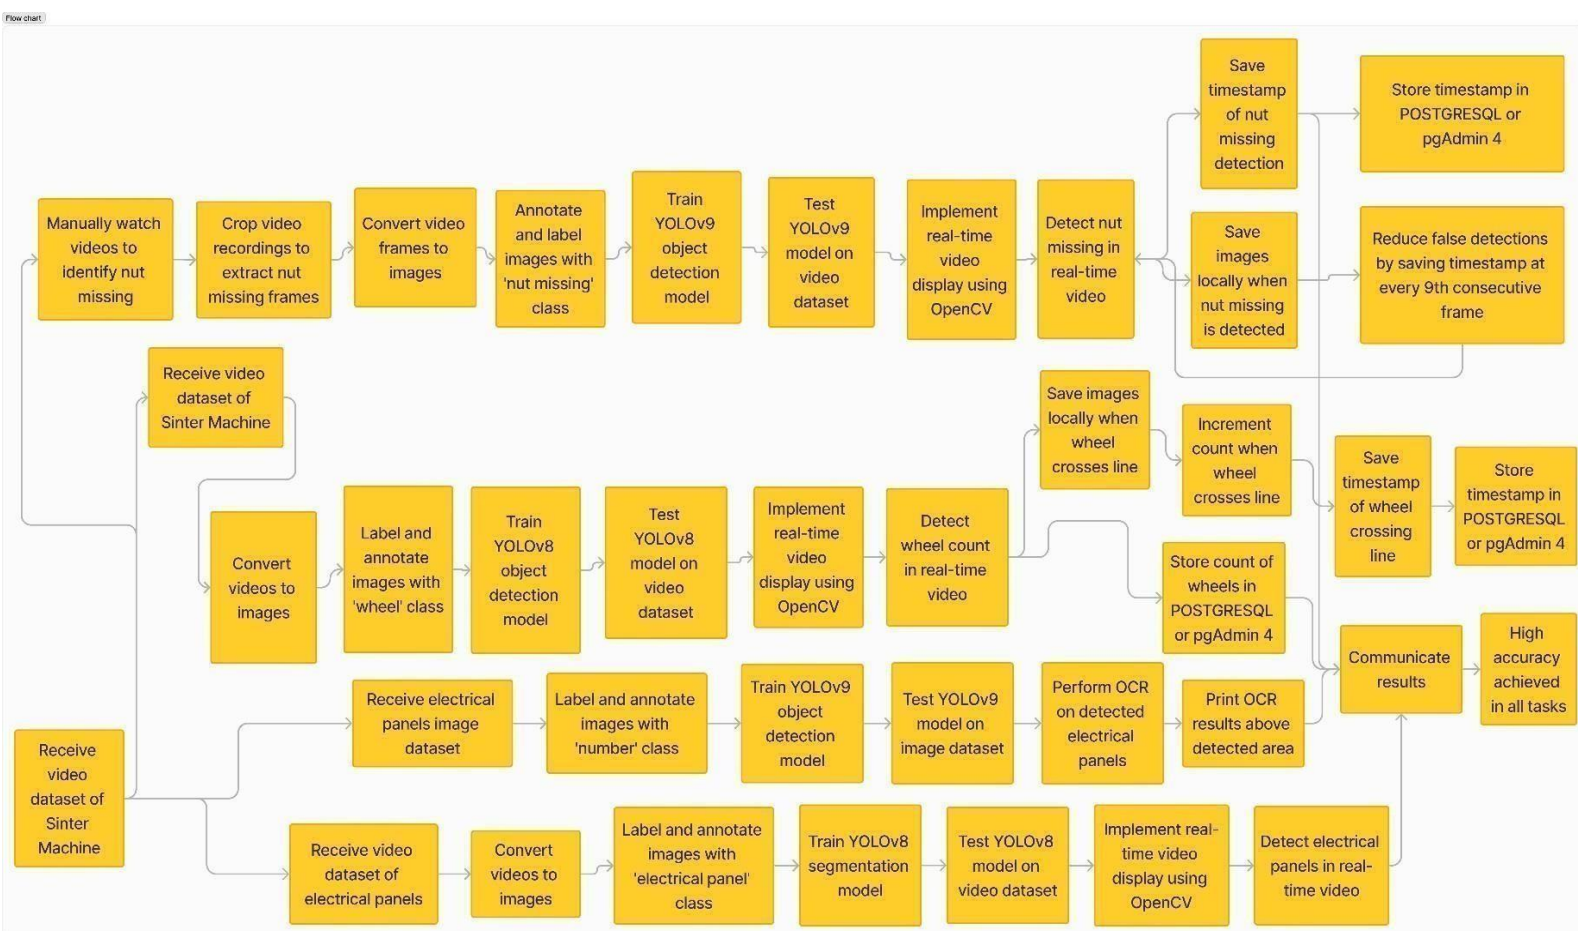 Flow chart
Save
timestamp
of nut
missing
detection
Store timestamp in
POSTGRESQL or
pgAdmin 4
Manually watch
videos to
identify nut
missing
Crop video
recordings to
extract nut
missing frames
Convert video
frames to
images
Annotate
and label
images with
'nut missing'
class
Train
YOLOv9
object
detection
model
Test
YOLOv9
model on
video
dataset
Implement
real-time
video
display using
OpenCV
Detect nut
missing in
real-time
video
Save
images
locally when
nut missing
is detected
Reduce false detections
by saving timestamp at
every 9th consecutive
frame
Receive video
dataset of
Sinter Machine
Convert
videos to
images
Label and
annotate
images with
'wheel' class
Train
YOLOv8
object
detection
model
Test
YOLOv8
model on
video
dataset
Implement
real-time
video
display using
OpenCV
Detect
wheel count
in real-time
video
Save images
locally when
wheel
crosses line
Increment
count when
wheel
crosses line
Save
timestamp
of wheel
crossing
line
Store
timestamp in
POSTGRESQL
or pgAdmin 4
Store count of
wheels in
POSTGRESQL
or pgAdmin 4
Receive
video
dataset of
Sinter
Machine
Receive electrical
panels image
dataset
Label and annotate
images with
'number' class
Train YOLOv9
object
detection
model
Test YOLOv9
model on
image dataset
Perform OCR
on detected
electrical
panels
Print OCR
results above
detected area
Communicate
results
High
accuracy
achieved
in all tasks
Receive video
dataset of
electrical panels
Convert
videos to
images
Label and annotate
images with
'electrical panel'
class
Train YOLOv8
segmentation
model
Test YOLOv8
model on
video dataset
Implement real-
time video
display using
OpenCV
Detect electrical
panels in real-
time video